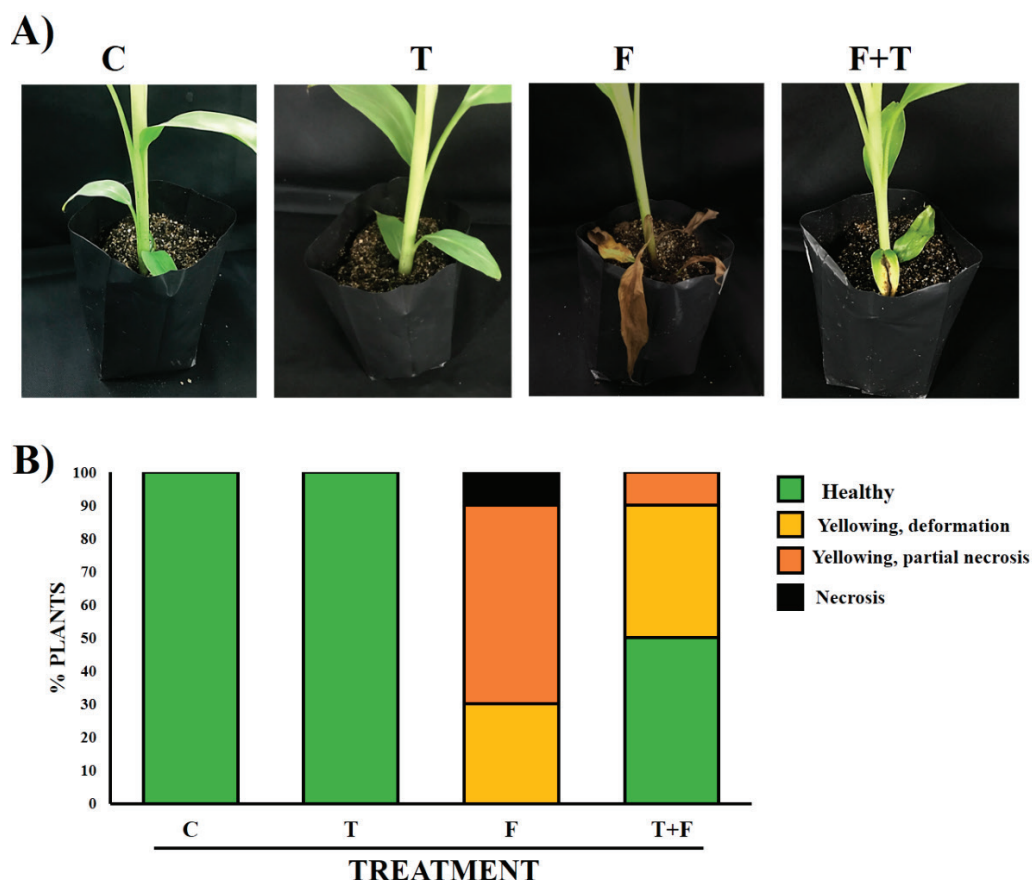 A)
C T F F+T
B)
100
90
80
70
60
50
40
30
20
10
0
% PLANTS
C T F T+F
TREATMENT
Healthy
Yellowing, deformation
Yellowing, partial necrosis
Necrosis